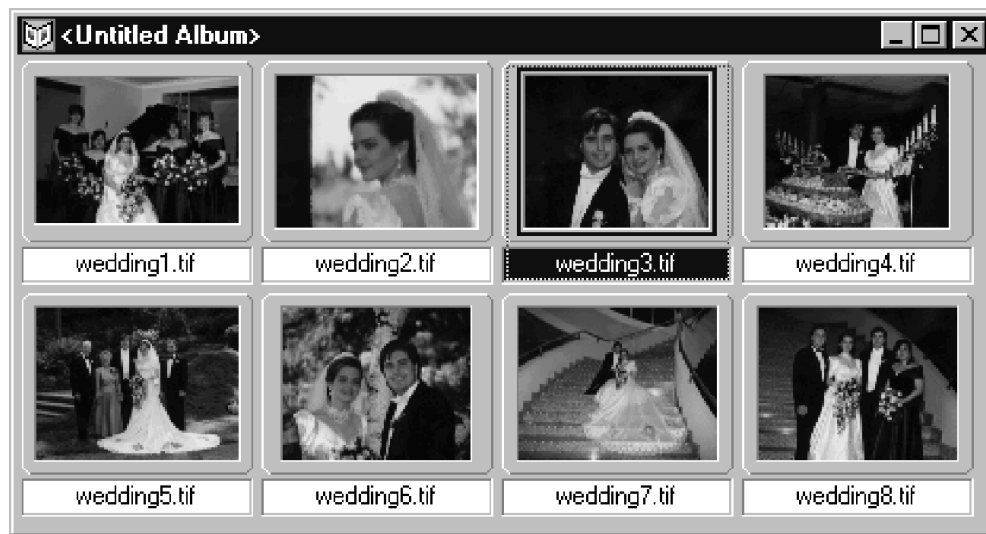 <Untitled Album>
wedding1.tif
wedding2.tif
wedding3.tif
wedding4.tif
wedding5.tif
wedding6.tif
wedding7.tif
wedding8.tif